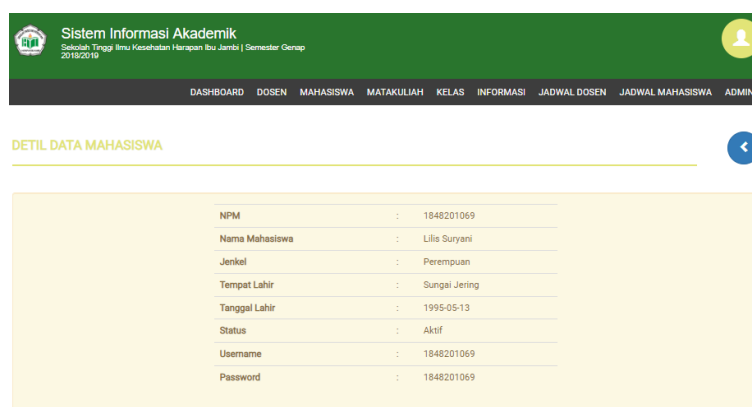 Sistem Informasi Akademik
Sekolah Tinggi Ilmu Kesehatan Harapan Ibu Jambi | Semester Genap
2018/2019
DASHBOARD DOSEN MAHASISWA MATAKULIAH KELAS INFORMASI JADWAL DOSEN JADWAL MAHASISWA ADMIN
DETIL DATA MAHASISWA
NPM : 1848201069
Nama Mahasiswa : Lilis Suryani
Jenkel : Perempuan
Tempat Lahir : Sungai Jering
Tanggal Lahir : 1995-05-13
Status : Aktif
Username : 1848201069
Password : 1848201069